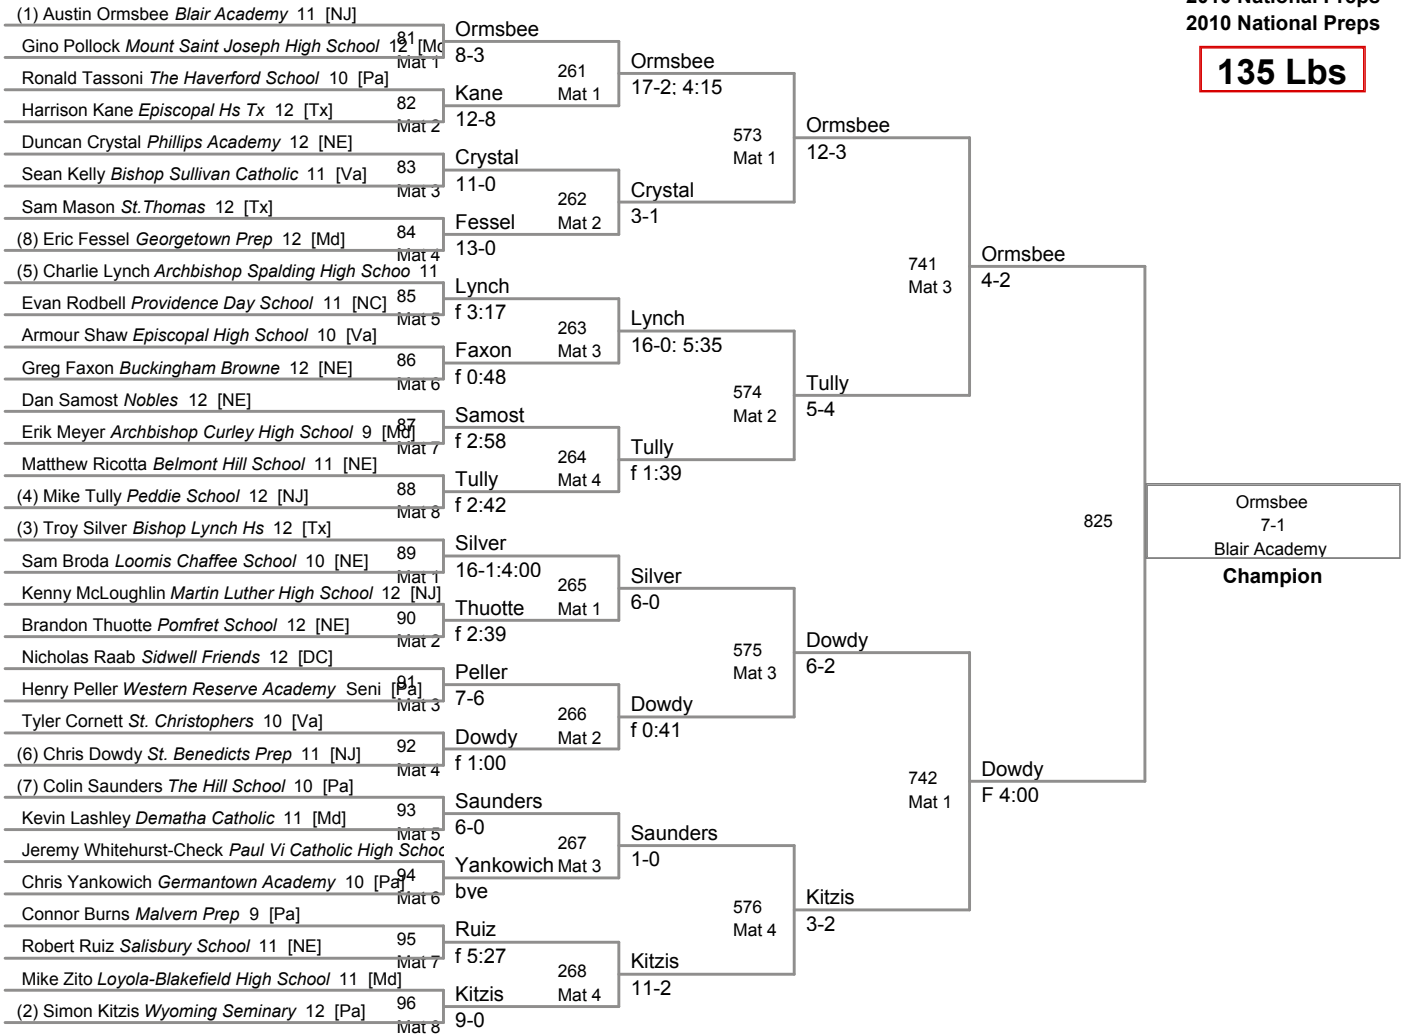 2010 National Preps
2010 National Preps
135 Lbs
(1) Austin Ormsbee Blair Academy 11 [NJ]
Gino Pollock Mount Saint Joseph High School 12 [Mc
81
Mat 1
Ronald Tassoni The Haverford School 10 [Pa]
Harrison Kane Episcopal Hs Tx 12 [Tx]
82
Mat 2
Duncan Crystal Phillips Academy 12 [NE]
Sean Kelly Bishop Sullivan Catholic 11 [Va]
83
Mat 3
Sam Mason St.Thomas 12 [Tx]
(8) Eric Fessel Georgetown Prep 12 [Md]
84
Mat 4
(5) Charlie Lynch Archbishop Spalding High Schoo 11
Evan Rodbell Providence Day School 11 [NC]
85
Mat 5
Armour Shaw Episcopal High School 10 [Va]
Greg Faxon Buckingham Browne 12 [NE]
86
Mat 6
Dan Samost Nobles 12 [NE]
Erik Meyer Archbishop Curley High School 9 [Md]
87
Mat 7
Matthew Ricotta Belmont Hill School 11 [NE]
(4) Mike Tully Peddie School 12 [NJ]
88
Mat 8
(3) Troy Silver Bishop Lynch Hs 12 [Tx]
Sam Broda Loomis Chaffee School 10 [NE]
89
Mat 1
Kenny McLoughlin Martin Luther High School 12 [NJ]
Brandon Thuotte Pomfret School 12 [NE]
90
Mat 2
Nicholas Raab Sidwell Friends 12 [DC]
Henry Peller Western Reserve Academy Seni [Pa]
91
Mat 3
Tyler Cornett St. Christophers 10 [Va]
(6) Chris Dowdy St. Benedicts Prep 11 [NJ]
92
Mat 4
(7) Colin Saunders The Hill School 10 [Pa]
Kevin Lashley Dematha Catholic 11 [Md]
93
Mat 5
Jeremy Whitehurst-Check Paul Vi Catholic High Schoo
Chris Yankowich Germantown Academy 10 [Pa]
94
Mat 6
Connor Burns Malvern Prep 9 [Pa]
Robert Ruiz Salisbury School 11 [NE]
95
Mat 7
Mike Zito Loyola-Blakefield High School 11 [Md]
(2) Simon Kitzis Wyoming Seminary 12 [Pa]
96
Mat 8
Ormsbee
8-3
261
Mat 1
Kane
12-8
Crystal
11-0
262
Mat 2
Fessel
13-0
Lynch
f 3:17
263
Mat 3
Faxon
f 0:48
Samost
f 2:58
264
Mat 4
Tully
f 2:42
Silver
16-1:4:00
265
Mat 1
Thuotte
f 2:39
Peller
7-6
266
Mat 2
Dowdy
f 1:00
Saunders
6-0
267
Mat 3
Yankowich
bye
Ruiz
f 5:27
268
Mat 4
Kitzis
9-0
Ormsbee
17-2; 4:15
573
Mat 1
Crystal
3-1
Lynch
16-0: 5:35
574
Mat 2
Tully
f 1:39
Silver
6-0
575
Mat 3
Dowdy
f 0:41
Saunders
1-0
576
Mat 4
Kitzis
11-2
Ormsbee
12-3
741
Mat 3
Tully
5-4
Dowdy
6-2
742
Mat 1
Kitzis
3-2
Ormsbee
4-2
825
Dowdy
F 4:00
Ormsbee
7-1
Blair Academy
Champion